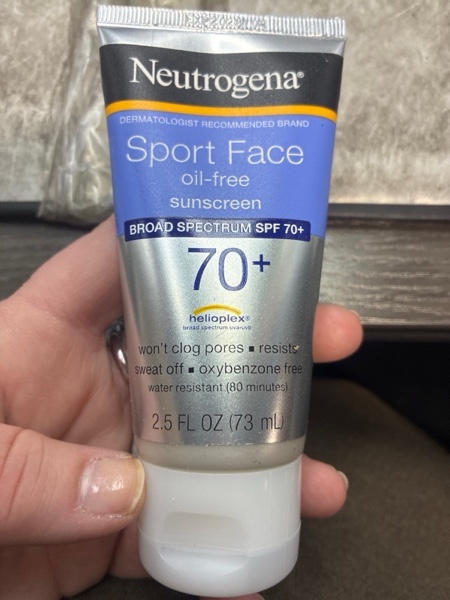 Neutrogena®
DERMATOLOGIST RECOMMENDED BRAND
Sport Face
oil-free
sunscreen
BROAD SPECTRUM SPF 70+
70+
helioplex®
broad spectrum uva•uvb
won't clog pores ▪ resists
sweat off ▪ oxybenzone free
water resistant (80 minutes)
2.5 FL OZ (73 mL)